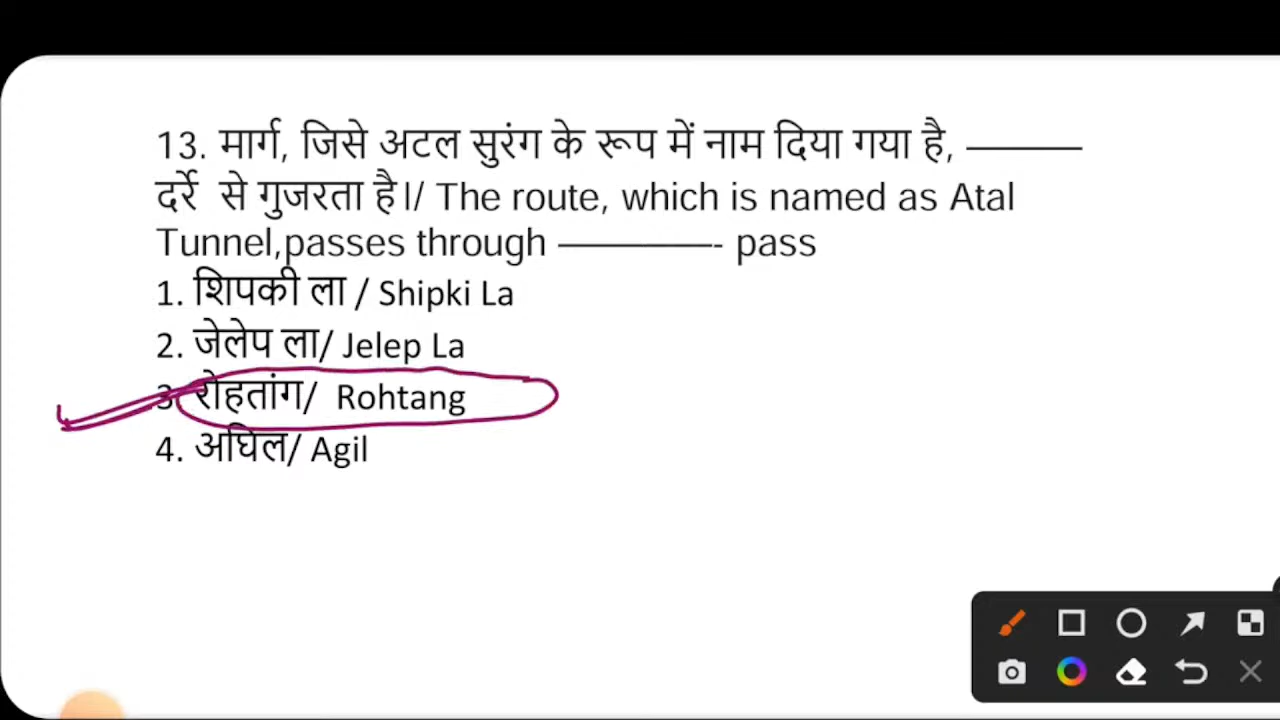 13. मार्ग, जिसे अटल सुरंग के रूप में नाम दिया गया है, ———
दर्रे से गुजरता है।/ The route, which is named as Atal
Tunnel,passes through ————- pass
1. शिपकी ला / Shipki La
2. जेलेप ला/ Jelep La
3. रोहतांग/ Rohtang
4. अघिल/ Agil